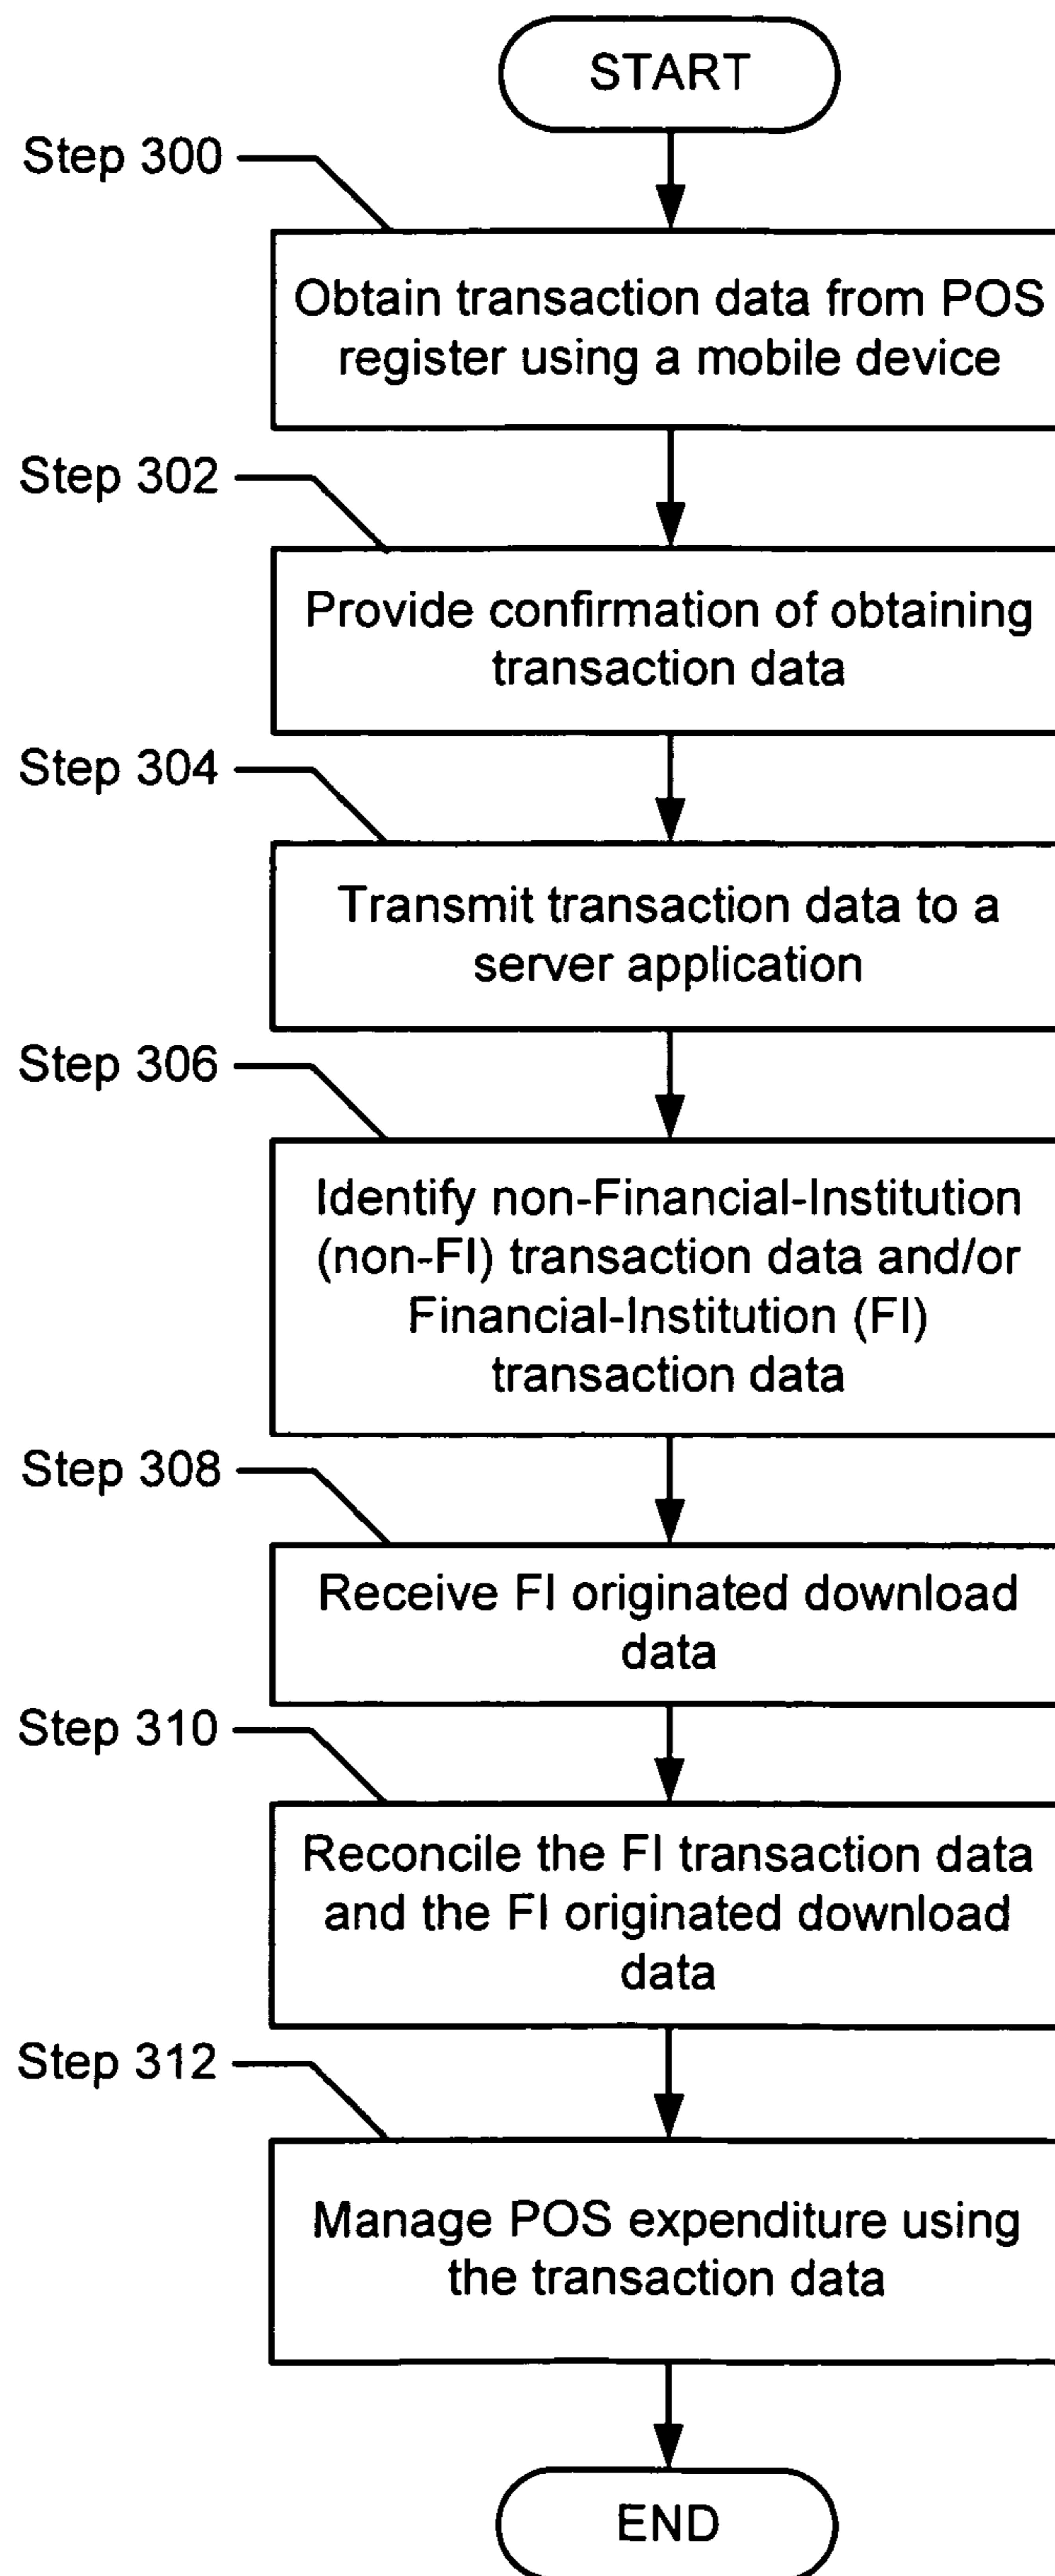 START
Step 300
Obtain transaction data from POS
register using a mobile device
Step 302
Provide confirmation of obtaining
transaction data
Step 304
Transmit transaction data to a
server application
Step 306
Identify non-Financial-Institution
(non-FI) transaction data and/or
Financial-Institution (FI)
transaction data
Step 308
Receive FI originated download
data
Step 310
Reconcile the FI transaction data
and the FI originated download
data
Step 312
Manage POS expenditure using
the transaction data
END